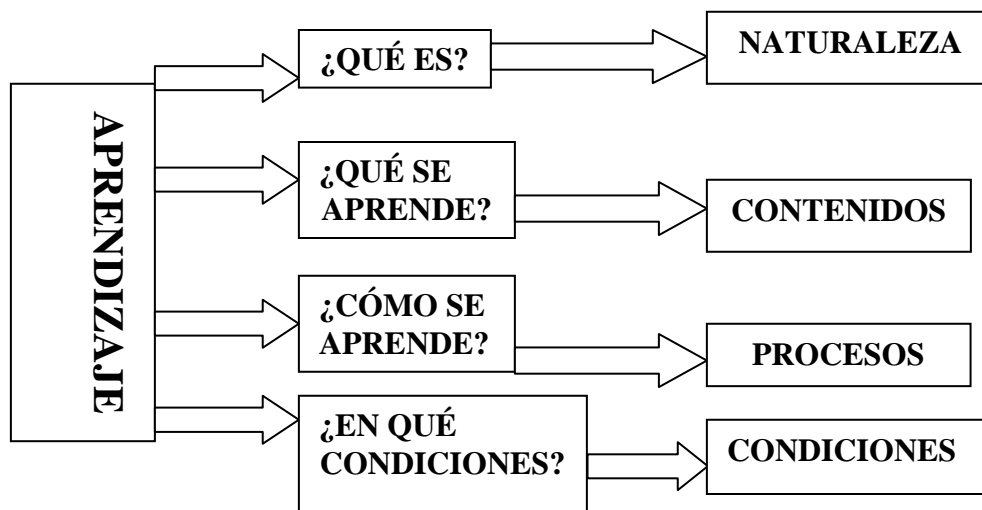 APRENDIZAJE
¿QUÉ ES?
NATURALEZA
¿QUÉ SE
APRENDE?
CONTENIDOS
¿CÓMO SE
APRENDE?
PROCESOS
¿EN QUÉ
CONDICIONES?
CONDICIONES